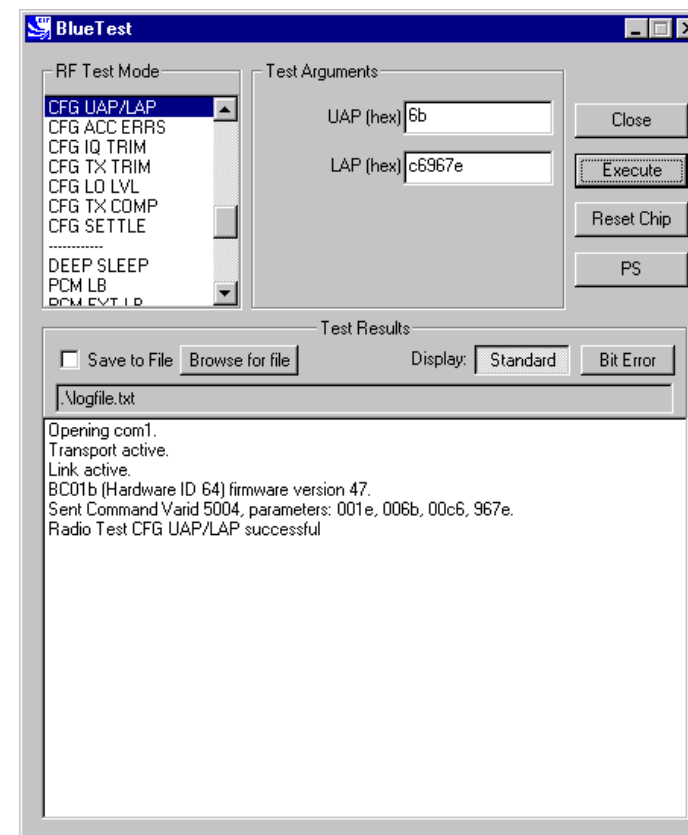 BlueTest
RF Test Mode
CFG UAP/LAP
CFG ACC ERRS
CFG IQ TRIM
CFG TX TRIM
CFG LO LVL
CFG TX COMP
CFG SETTLE
------------
DEEP SLEEP
PCM LB
PCM EXT LB
Test Arguments
UAP (hex) 6b
LAP (hex) c6967e
Close
Execute
Reset Chip
PS
Test Results
Save to File Browse for file Display: Standard Bit Error
.\logfile.txt
Opening com1.
Transport active.
Link active.
BC01b (Hardware ID 64) firmware version 47.
Sent Command Varid 5004, parameters: 001e, 006b, 00c6, 967e.
Radio Test CFG UAP/LAP successful